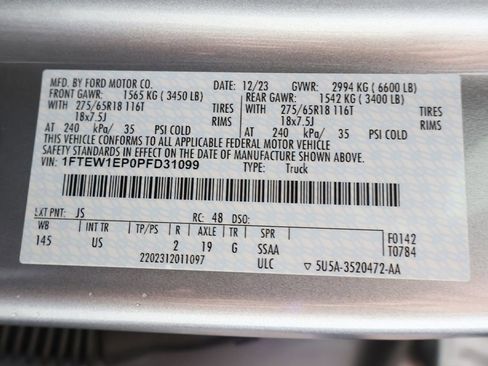 MFD. BY FORD MOTOR CO. 12/23 GVWR: 2994 KG ( 6600 LB)
FRONT GAWR: 1565 KG ( 3450 LB) REAR GAWR: 1542 KG ( 3400 LB)
WITH 275/65R18 116T TIRES WITH 275/65R18 116T TIRES
18x7.5J RIMS 18x7.5J RIMS
AT 240 kPa/ 35 PSI COLD AT 240 kPa/ 35 PSI COLD
THIS VEHICLE CONFORMS TO ALL APPLICABLE FEDERAL MOTOR VEHICLE
SAFETY STANDARDS IN EFFECT ON THE DATE OF MANUFACTURE SHOWN ABOVE.
VIN: 1FTEW1EP0PFD31099 TYPE: Truck
EXT PNT: JS RC: 48 DSO:
WB INT TR TP/PS R AXLE TR SPR
145 US 2 19 G SSAA
F0142
T0784
2202312011097 ULC ▽ 5U5A-3520472-AA